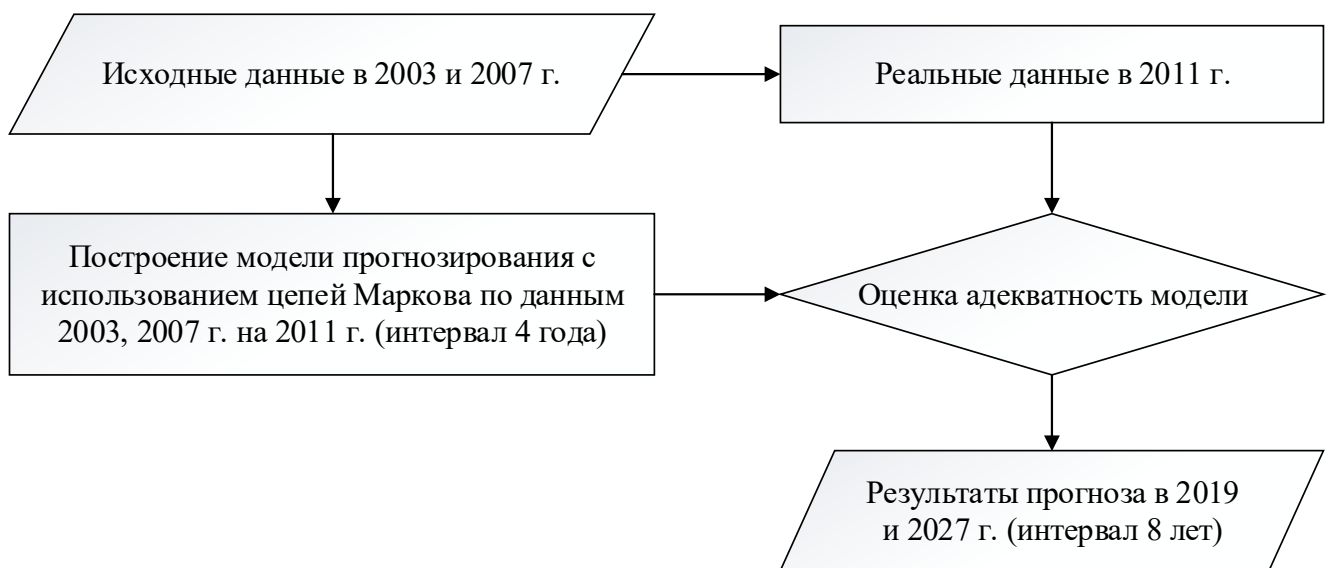 Исходные данные в 2003 и 2007 г.
Реальные данные в 2011 г.
Построение модели прогнозирования с
использованием цепей Маркова по данным
2003, 2007 г. на 2011 г. (интервал 4 года)
Оценка адекватность модели
Результаты прогноза в 2019
и 2027 г. (интервал 8 лет)